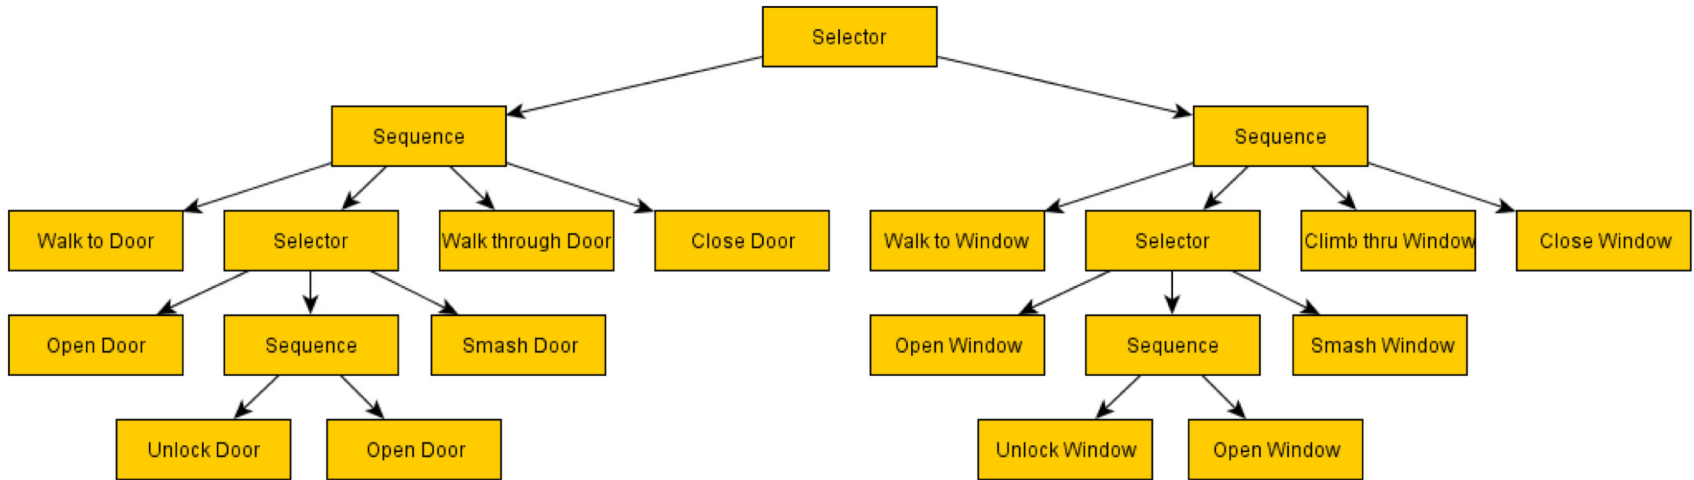 Selector
Sequence
Sequence
Walk to Door
Selector
Walk through Door
Close Door
Walk to Window
Selector
Climb thru Window
Close Window
Open Door
Sequence
Smash Door
Open Window
Sequence
Smash Window
Unlock Door
Open Door
Unlock Window
Open Window